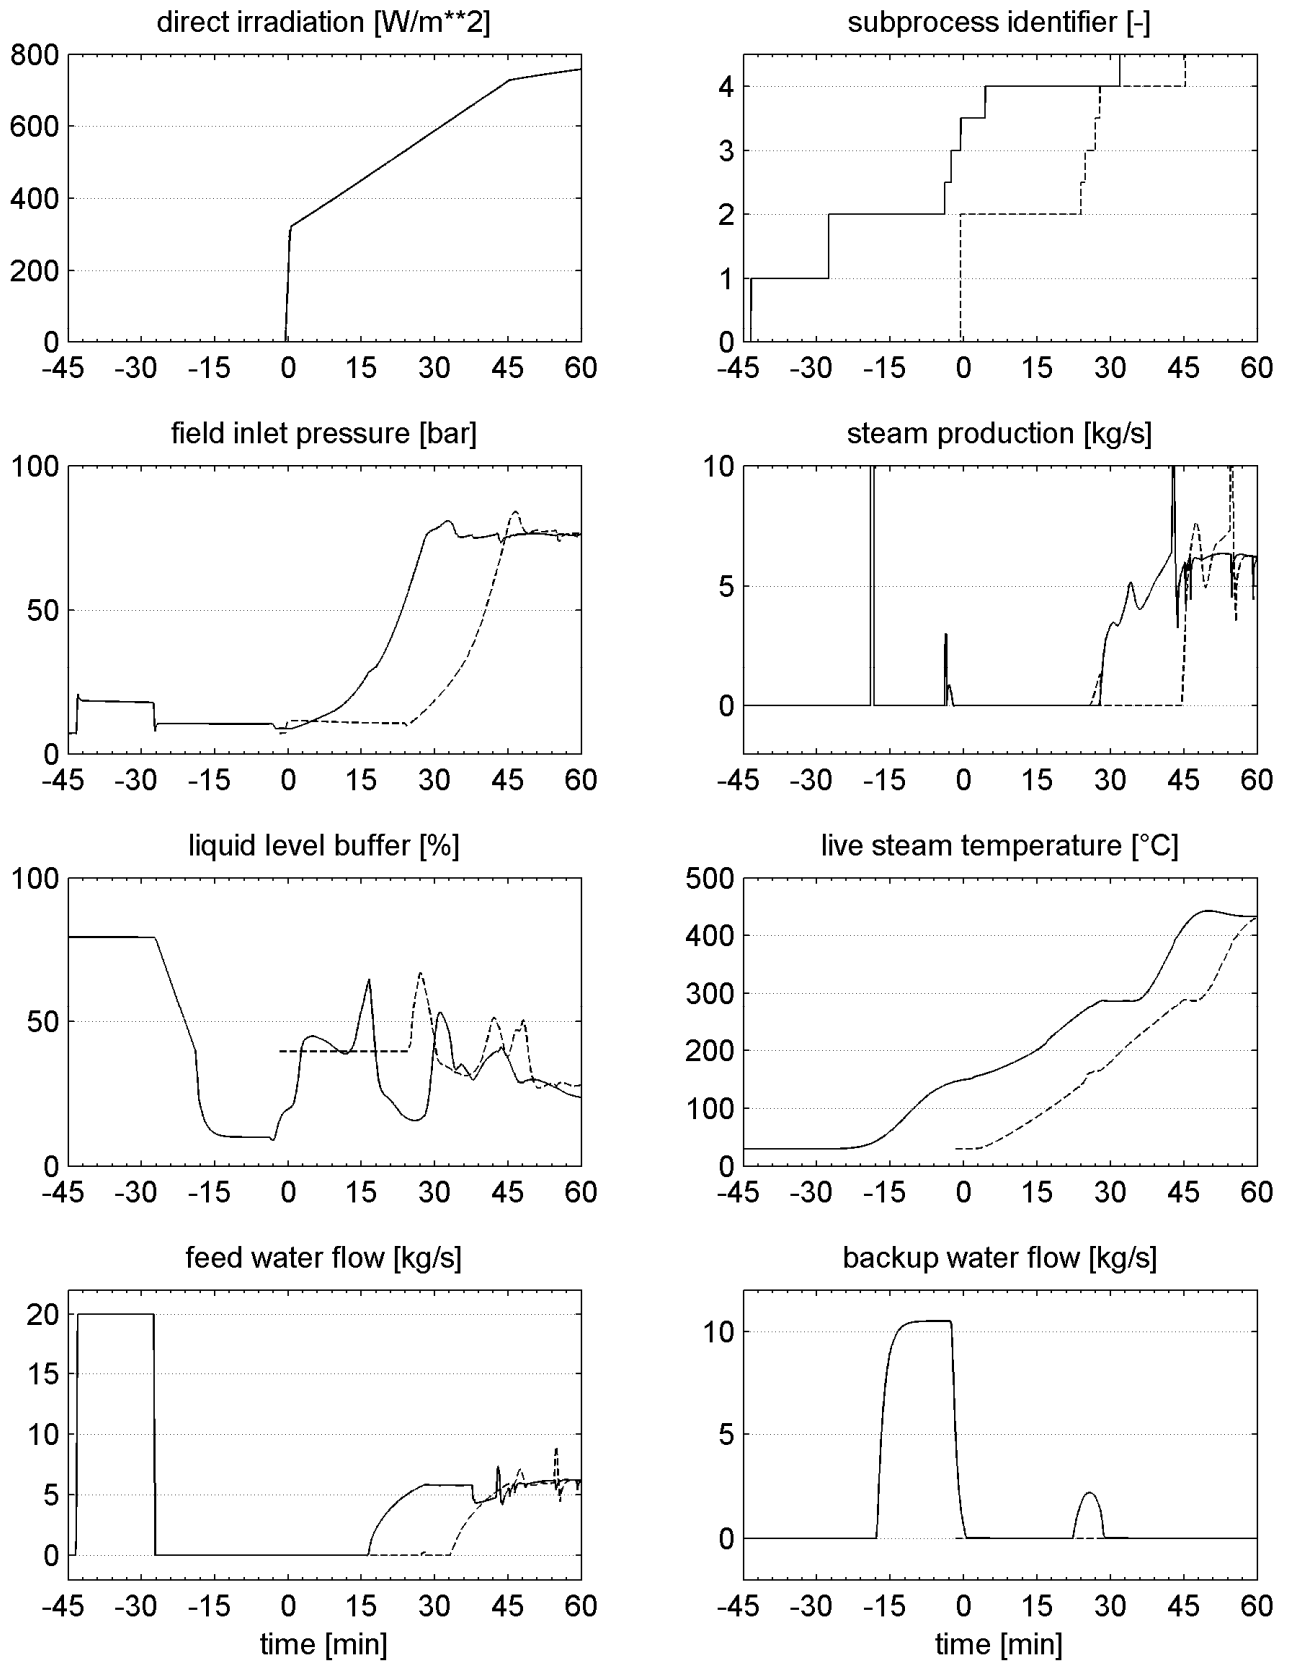 direct irradiation [W/m**2]
800
600
400
200
0
-45 -30 -15 0 15 30 45 60
subprocess identifier [-]
4
3
2
1
0
-45 -30 -15 0 15 30 45 60
field inlet pressure [bar]
100
50
0
-45 -30 -15 0 15 30 45 60
steam production [kg/s]
10
5
0
-45 -30 -15 0 15 30 45 60
liquid level buffer [%]
100
50
0
-45 -30 -15 0 15 30 45 60
live steam temperature [°C]
500
400
300
200
100
0
-45 -30 -15 0 15 30 45 60
feed water flow [kg/s]
20
15
10
5
0
-45 -30 -15 0 15 30 45 60
time [min]
backup water flow [kg/s]
10
5
0
-45 -30 -15 0 15 30 45 60
time [min]